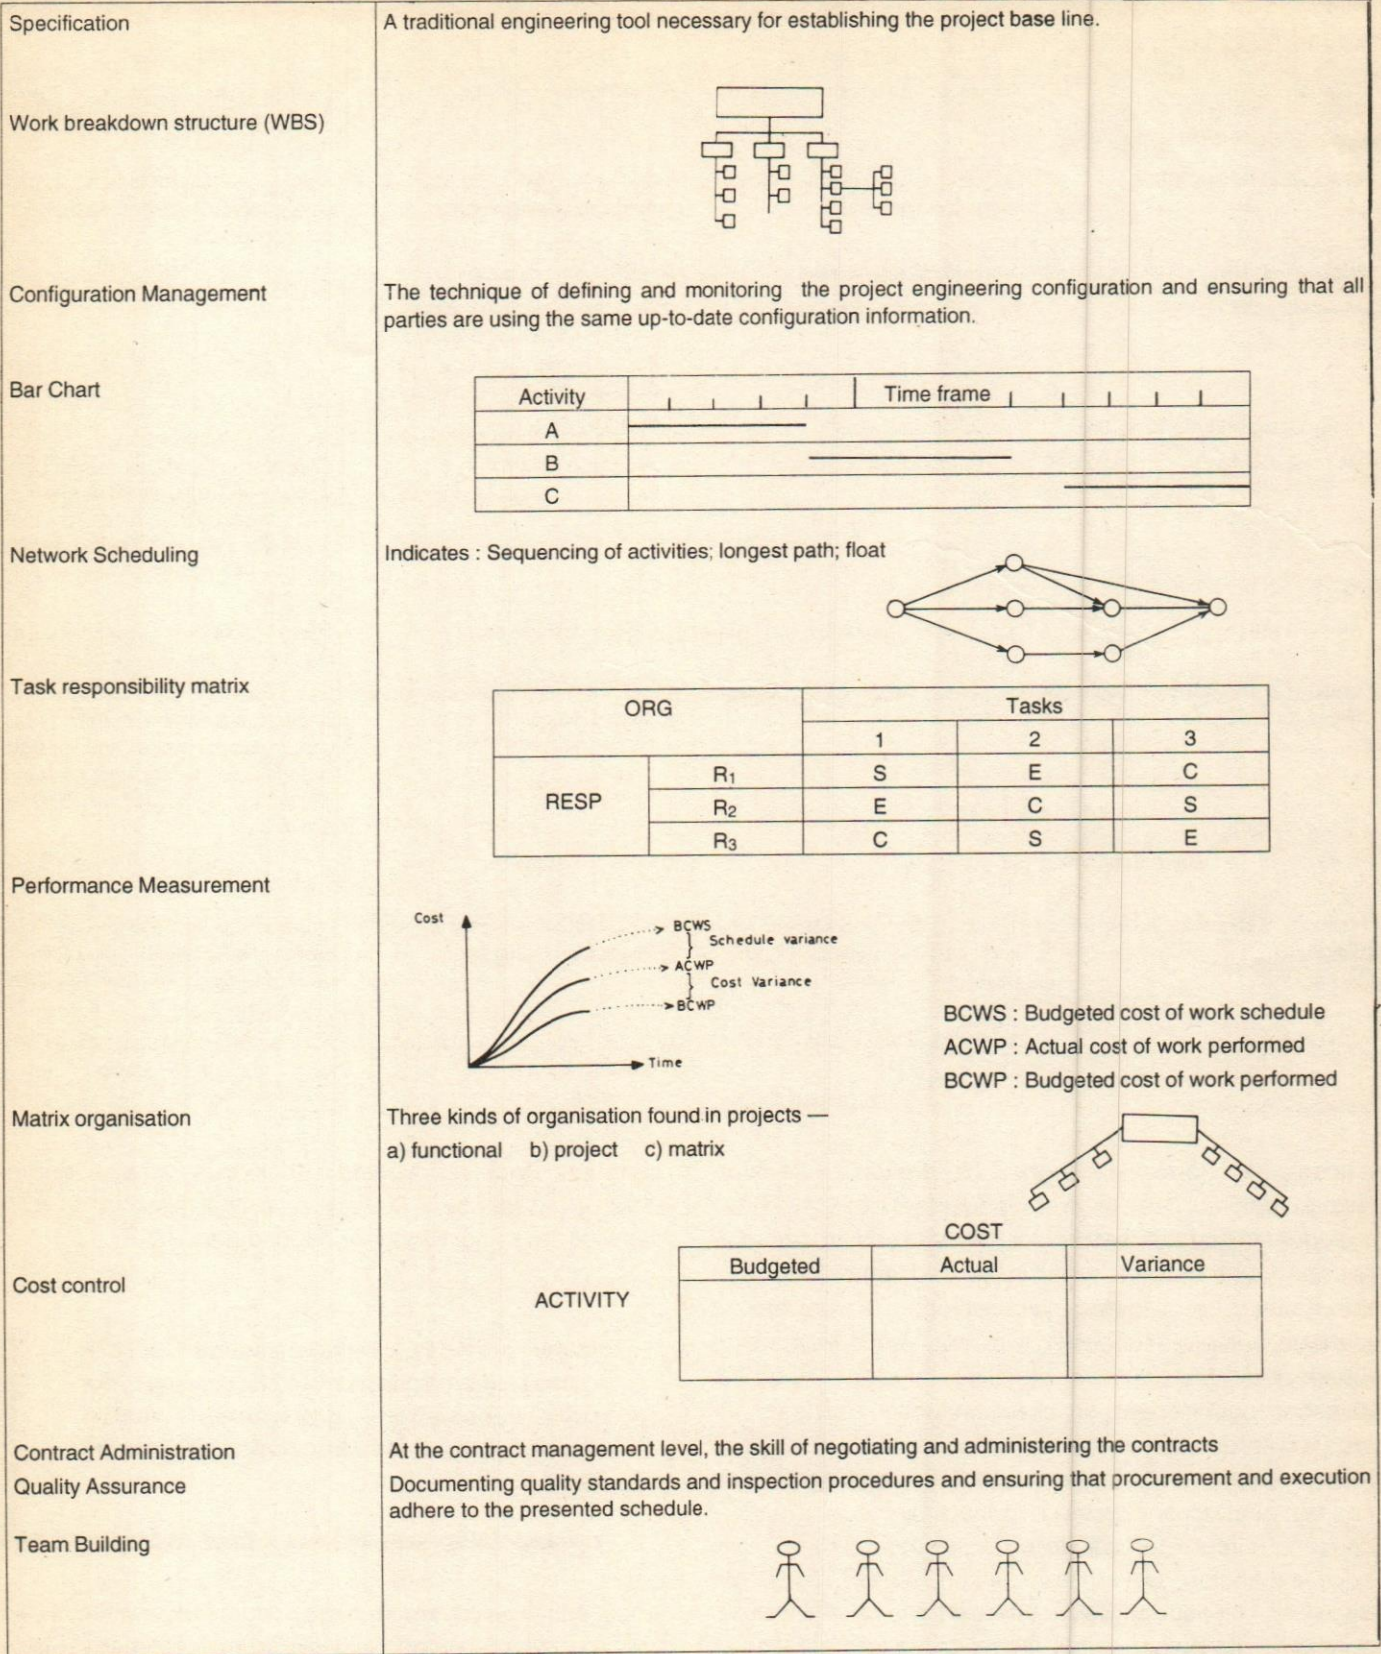 Specification
A traditional engineering tool necessary for establishing the project base line.
Work breakdown structure (WBS)
Configuration Management
The technique of defining and monitoring the project engineering configuration and ensuring that all
parties are using the same up-to-date configuration information.
Bar Chart
Activity Time frame
A
B
C
Network Scheduling
Indicates : Sequencing of activities; longest path; float
Task responsibility matrix
ORG Tasks
1 2 3
R1 S E C
RESP R2 E C S
R3 C S E
Performance Measurement
Cost
BCWS
Schedule variance
ACWP
Cost Variance
BCWP
Time
BCWS : Budgeted cost of work schedule
ACWP : Actual cost of work performed
BCWP : Budgeted cost of work performed
Matrix organisation
Three kinds of organisation found in projects —
a) functional b) project c) matrix
Cost control
COST
Budgeted Actual Variance
ACTIVITY
Contract Administration
At the contract management level, the skill of negotiating and administering the contracts
Quality Assurance
Documenting quality standards and inspection procedures and ensuring that procurement and execution
adhere to the presented schedule.
Team Building